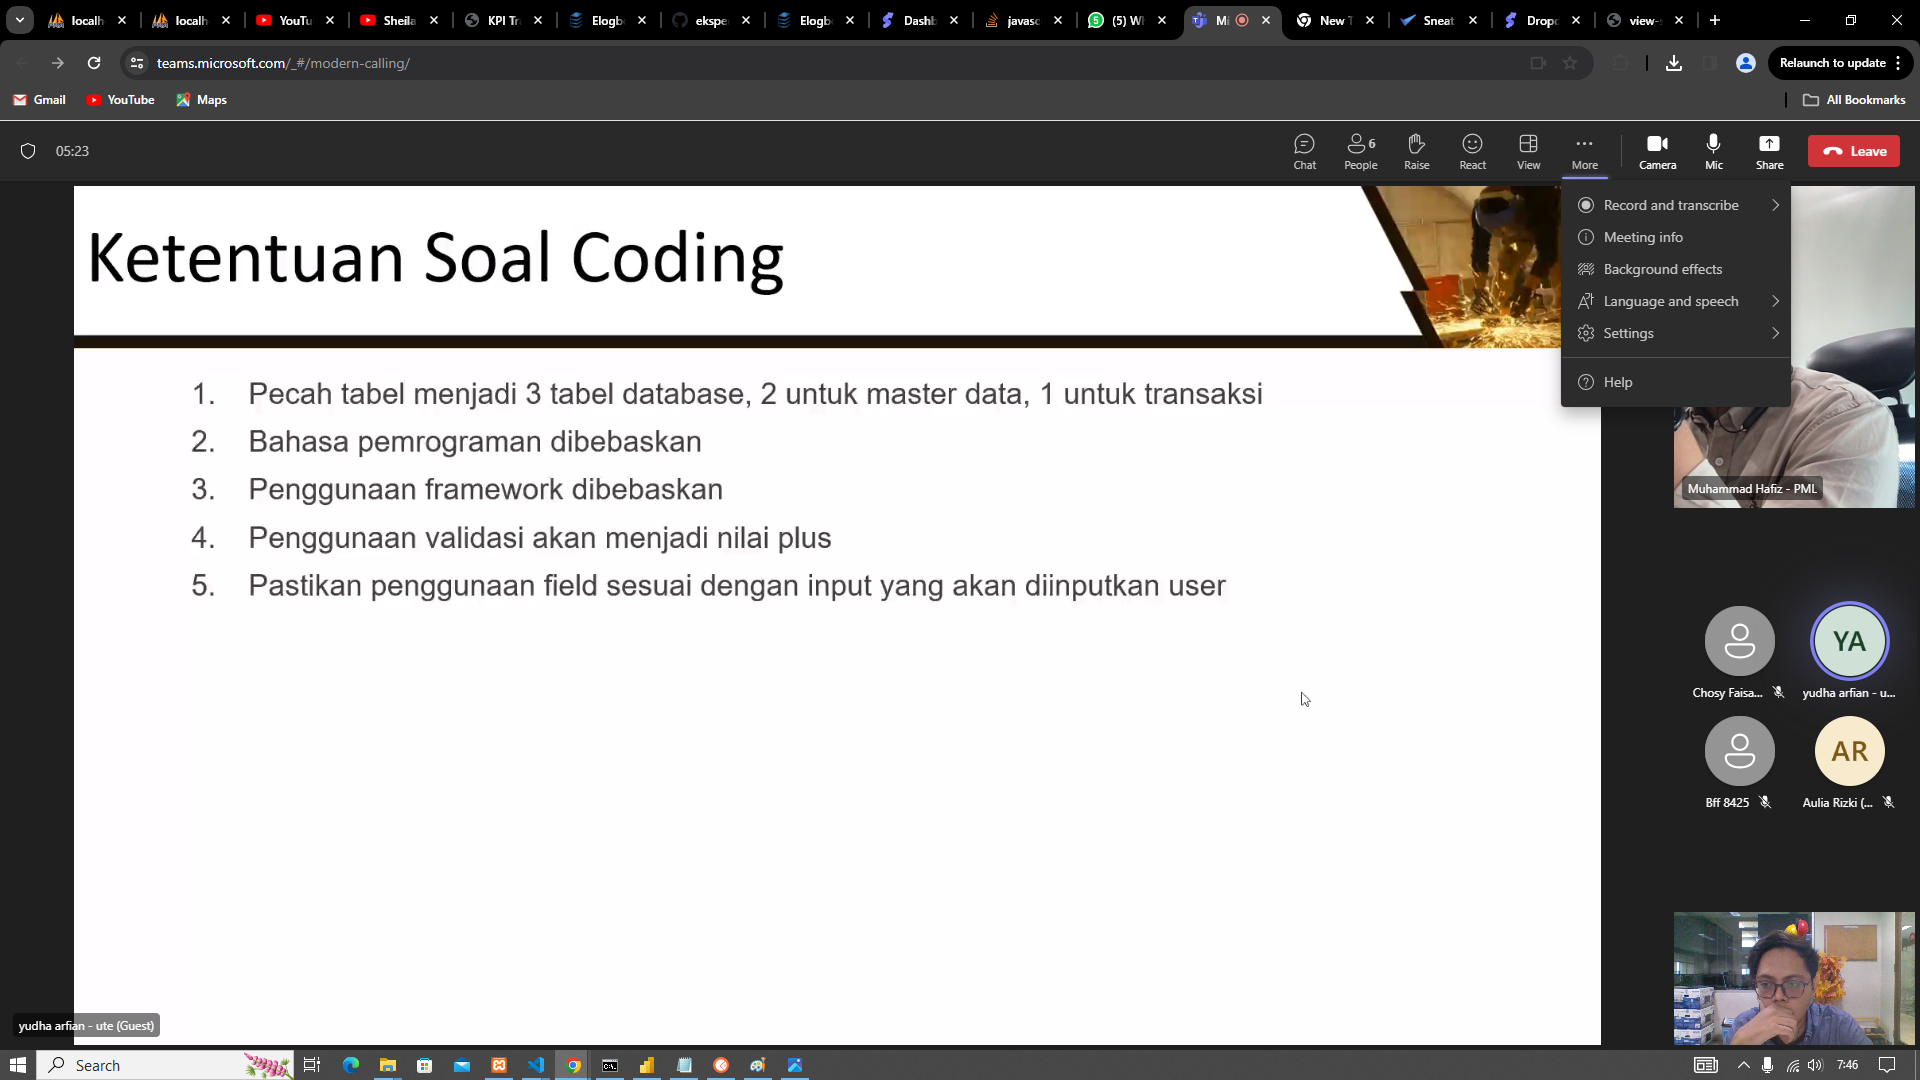 localh
localh
YouTu
Sheila
KPI Tr
Elogb
ekspe
Elogb
Dashb
javasc
(5) W
Mi
New T
Sneat
Dropd
view-
teams.microsoft.com/_#/modern-calling/
Relaunch to update
Gmail
YouTube
Maps
All Bookmarks
05:23
Chat
6
People
Raise
React
View
More
Camera
Mic
Share
Leave
Ketentuan Soal Coding
1. Pecah tabel menjadi 3 tabel database, 2 untuk master data, 1 untuk transaksi
2. Bahasa pemrograman dibebaskan
3. Penggunaan framework dibebaskan
4. Penggunaan validasi akan menjadi nilai plus
5. Pastikan penggunaan field sesuai dengan input yang akan diinputkan user
Record and transcribe
Meeting info
Background effects
Language and speech
Settings
Help
Muhammad Hafiz - PML
YA
Chosy Faisa...
yudha arfian - u...
AR
Bff 8425
Aulia Rizki (...
yudha arfian - ute (Guest)
Search
7:46